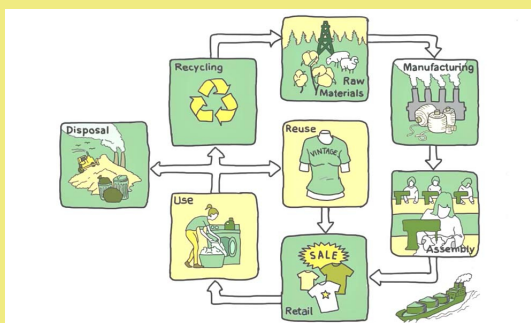 Recycling
Raw
Materials
Manufacturing
Disposal
Reuse
VINTAGE!
Use
Assembly
SALE
Retail